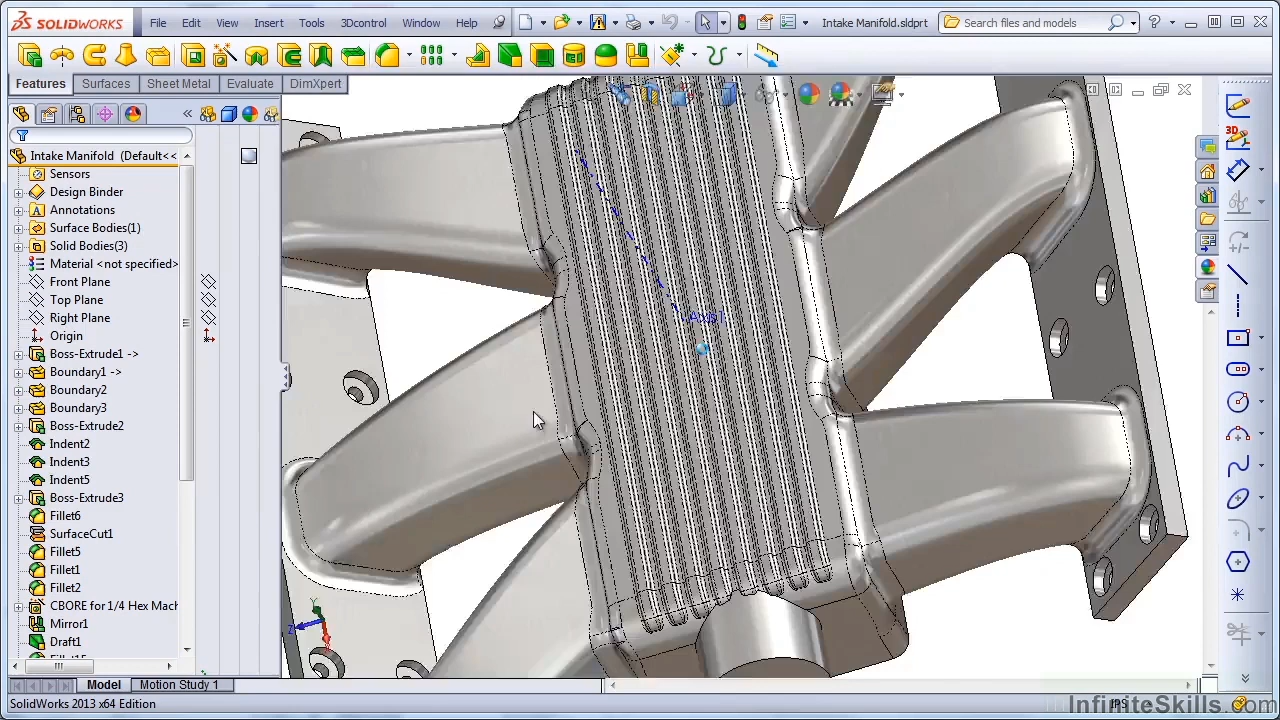 SOLIDWORKS File Edit View Insert Tools 3Dcontrol Window Help Intake Manifold.sldprt Search files and models
Features Surfaces Sheet Metal Evaluate DimXpert
Intake Manifold (Default<<
Sensors
Design Binder
Annotations
Surface Bodies(1)
Solid Bodies(3)
Material <not specified>
Front Plane
Top Plane
Right Plane
Origin
Boss-Extrude1 ->
Boundary1 ->
Boundary2
Boundary3
Boss-Extrude2
Indent2
Indent3
Indent5
Boss-Extrude3
Fillet6
SurfaceCut1
Fillet5
Fillet1
Fillet2
CBORE for 1/4 Hex Mach
Mirror1
Draft1
Axis1
3D
Y
Z
Model Motion Study 1
SolidWorks 2013 x64 Edition
IPS
InfiniteSkills.com